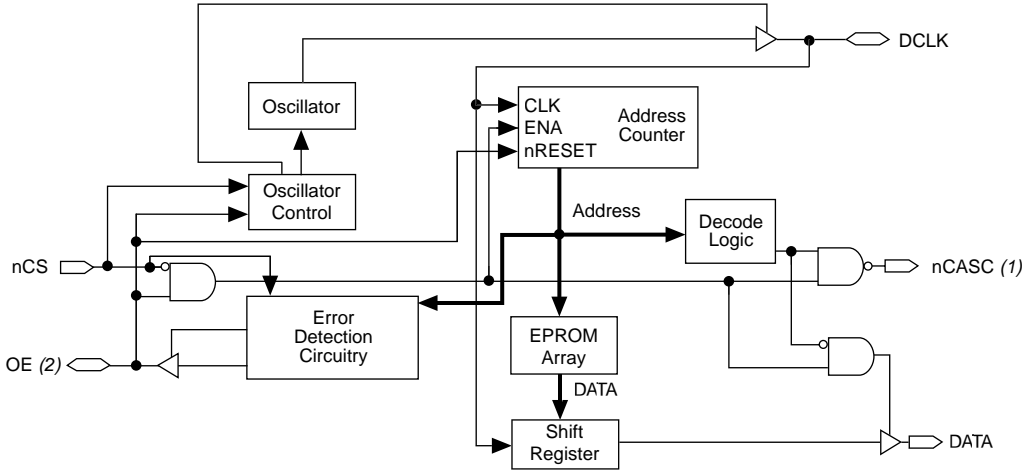 DCLK
Oscillator
CLK
ENA
nRESET
Address
Counter
Oscillator
Control
Address
Decode
Logic
nCS
nCASC (1)
Error
Detection
Circuitry
EPROM
Array
OE (2)
DATA
Shift
Register
DATA